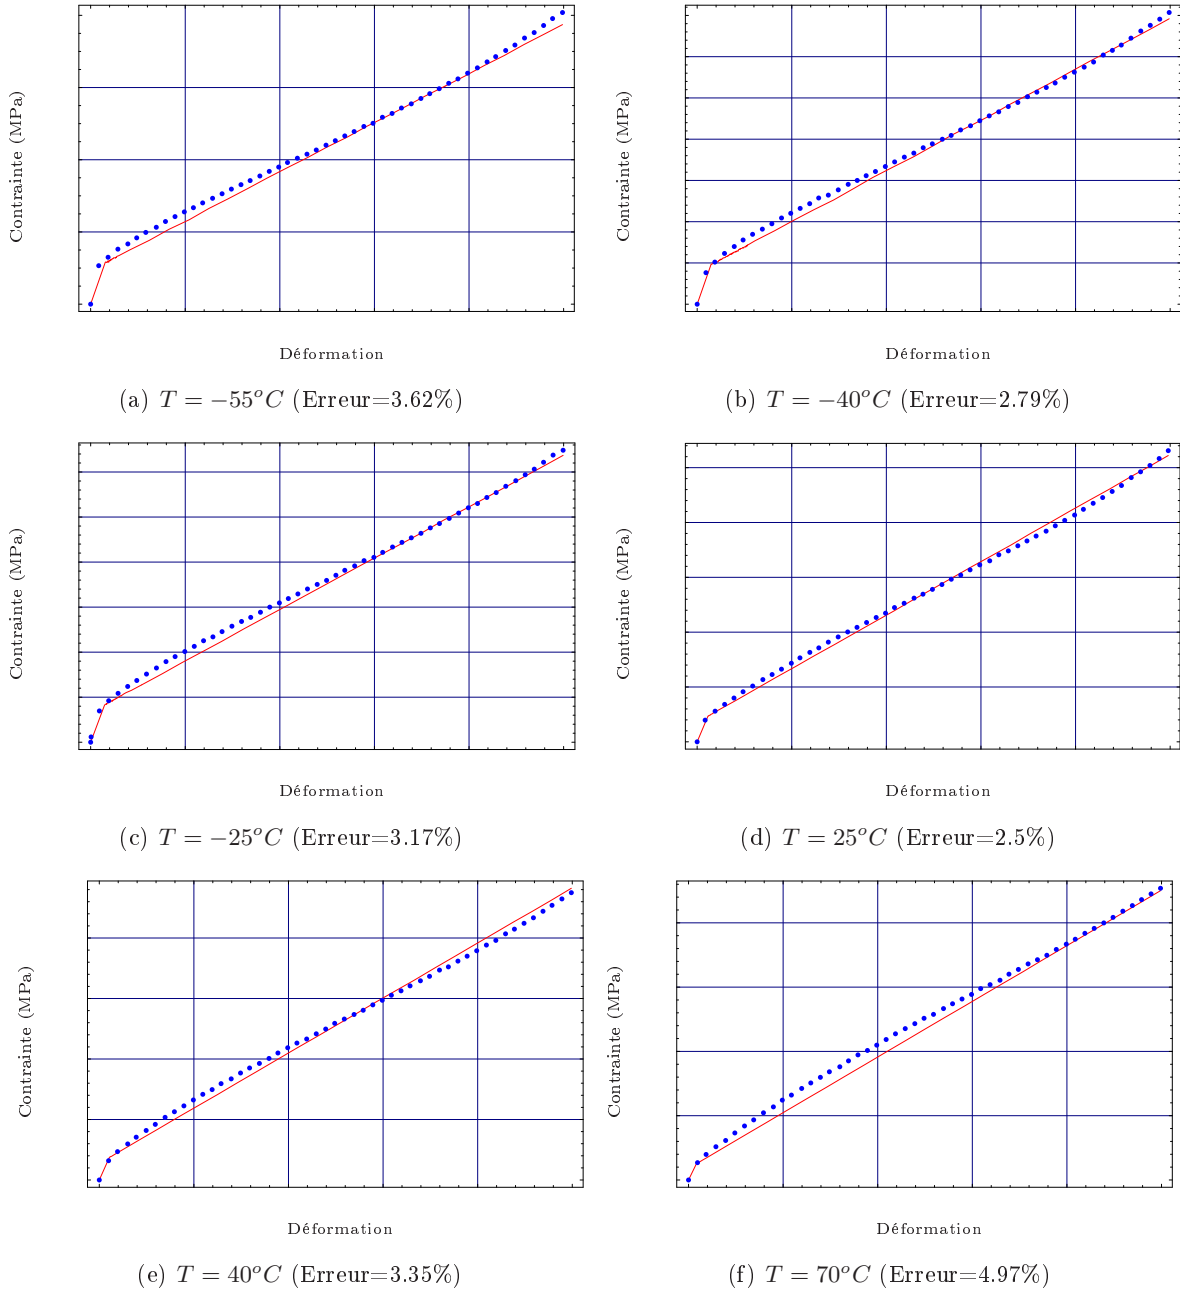 Contrainte (MPa)
Déformation
(a) T = −55°C (Erreur=3.62%)
Contrainte (MPa)
Déformation
(b) T = −40°C (Erreur=2.79%)
Contrainte (MPa)
Déformation
(c) T = −25°C (Erreur=3.17%)
Contrainte (MPa)
Déformation
(d) T = 25°C (Erreur=2.5%)
Contrainte (MPa)
Déformation
(e) T = 40°C (Erreur=3.35%)
Contrainte (MPa)
Déformation
(f) T = 70°C (Erreur=4.97%)